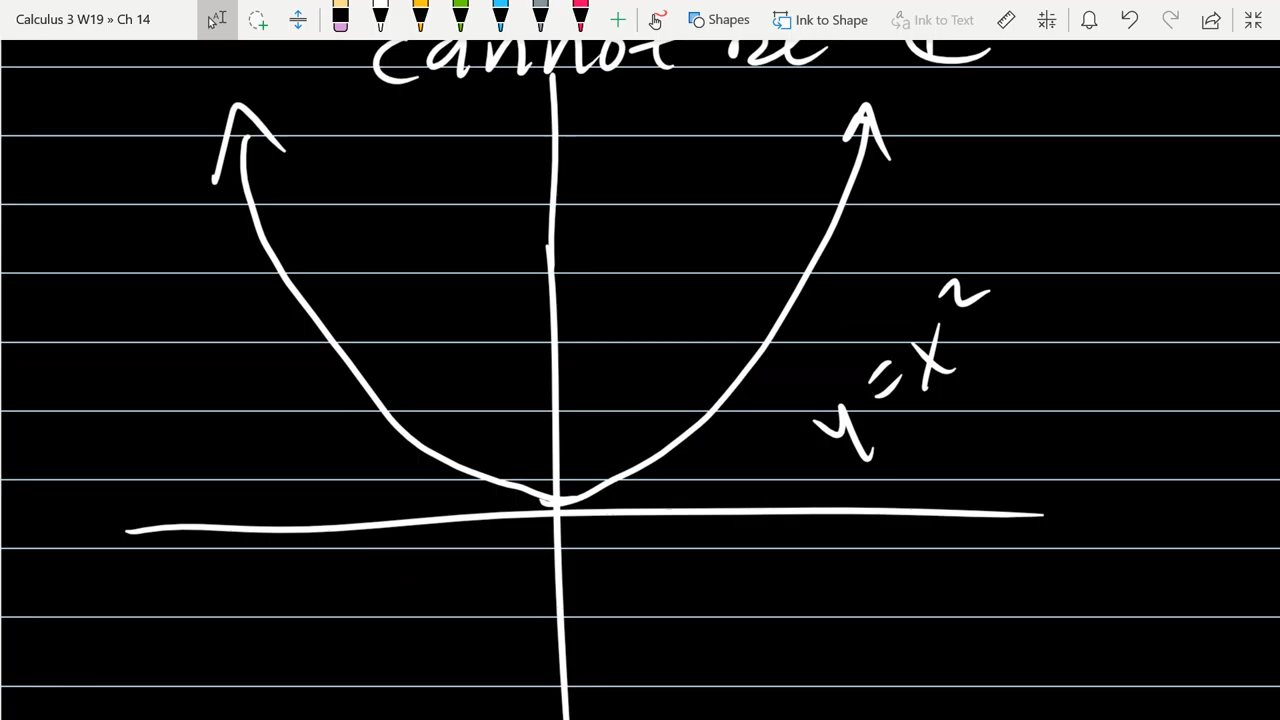 Calculus 3 W19 » Ch 14
Shapes
Ink to Shape
Ink to Text
cannot be
y = x²